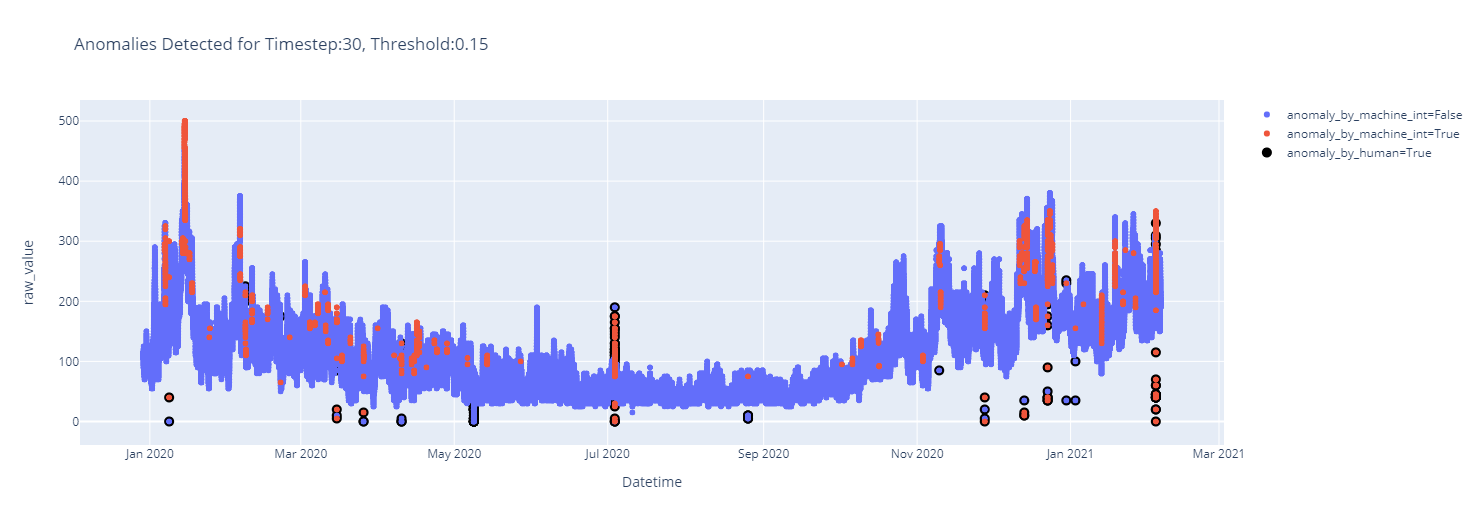 Anomalies Detected for Timestep:30, Threshold:0.15
anomaly_by_machine_int=False
anomaly_by_machine_int=True
anomaly_by_human=True
raw_value
500
400
300
200
100
0
Jan 2020
Mar 2020
May 2020
Jul 2020
Sep 2020
Nov 2020
Jan 2021
Mar 2021
Datetime